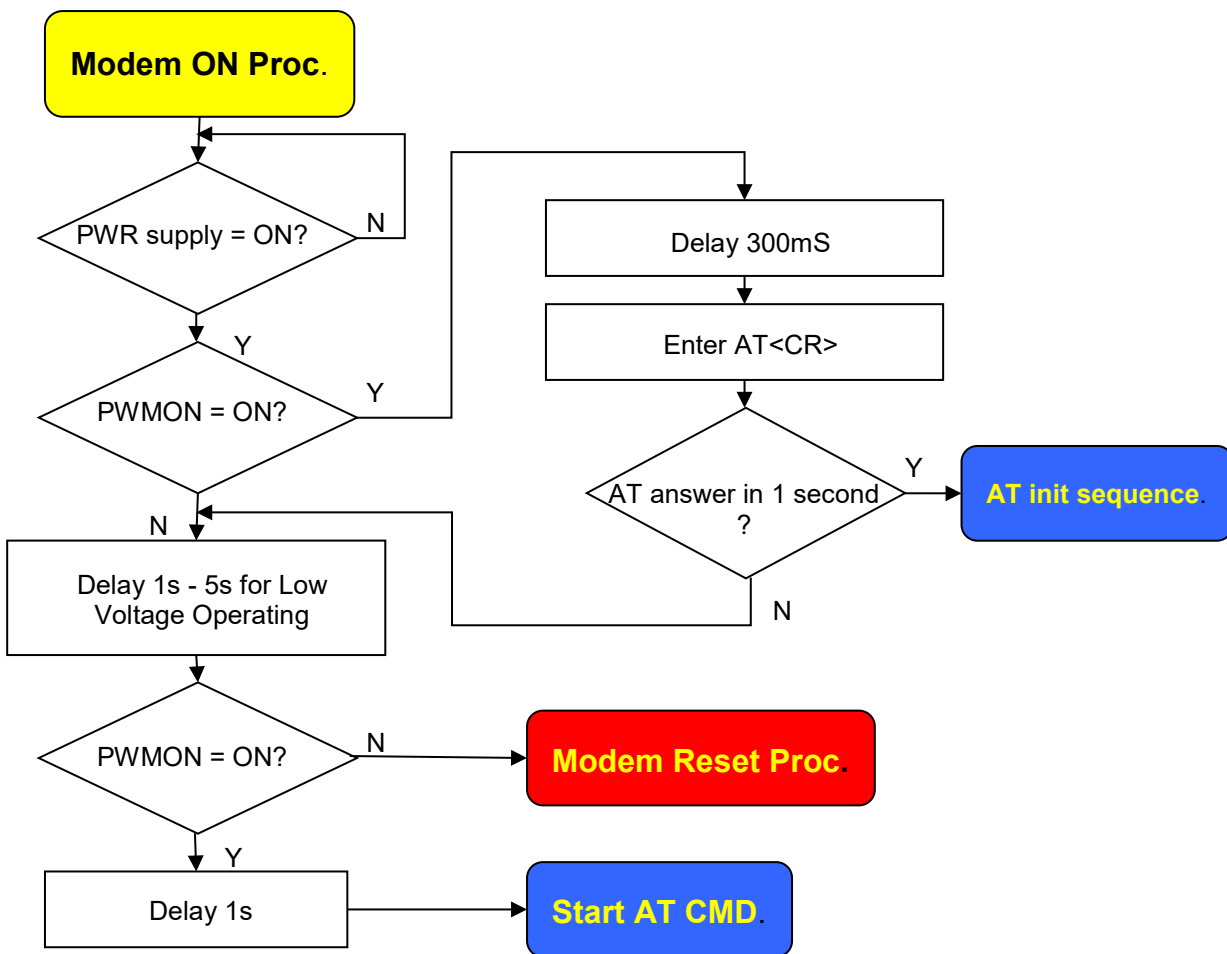 Modem ON Proc.
PWR supply = ON?
N
Y
PWMON = ON?
Y
Delay 300mS
Enter AT<CR>
AT answer in 1 second
?
Y
AT init sequence.
N
N
Delay 1s - 5s for Low
Voltage Operating
PWMON = ON?
N
Modem Reset Proc.
Y
Delay 1s
Start AT CMD.